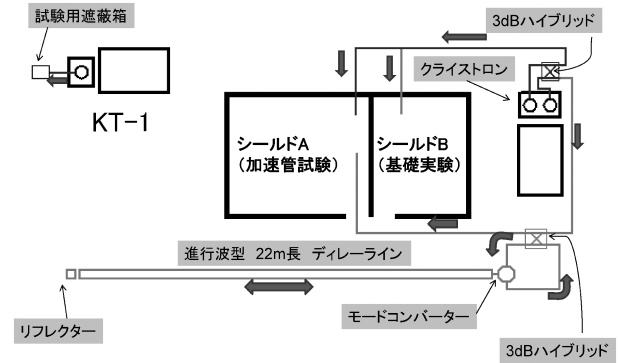 試験用遮蔽箱
3dBハイブリッド
クライストロン
KT-1
シールドA
(加速管試験)
シールドB
(基礎実験)
進行波型 22m長 ディレーライン
リフレクター
モードコンバーター
3dBハイブリッド